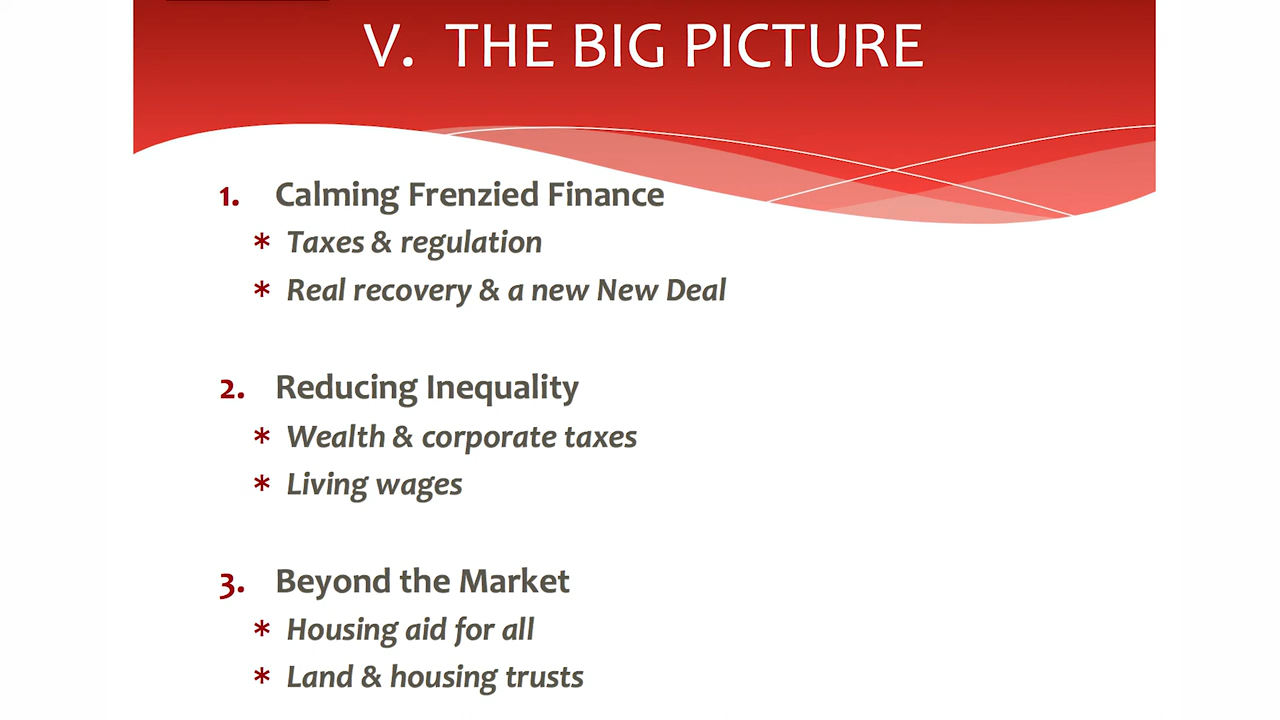 V. THE BIG PICTURE
1. Calming Frenzied Finance
* Taxes & regulation
* Real recovery & a new New Deal
2. Reducing Inequality
* Wealth & corporate taxes
* Living wages
3. Beyond the Market
* Housing aid for all
* Land & housing trusts